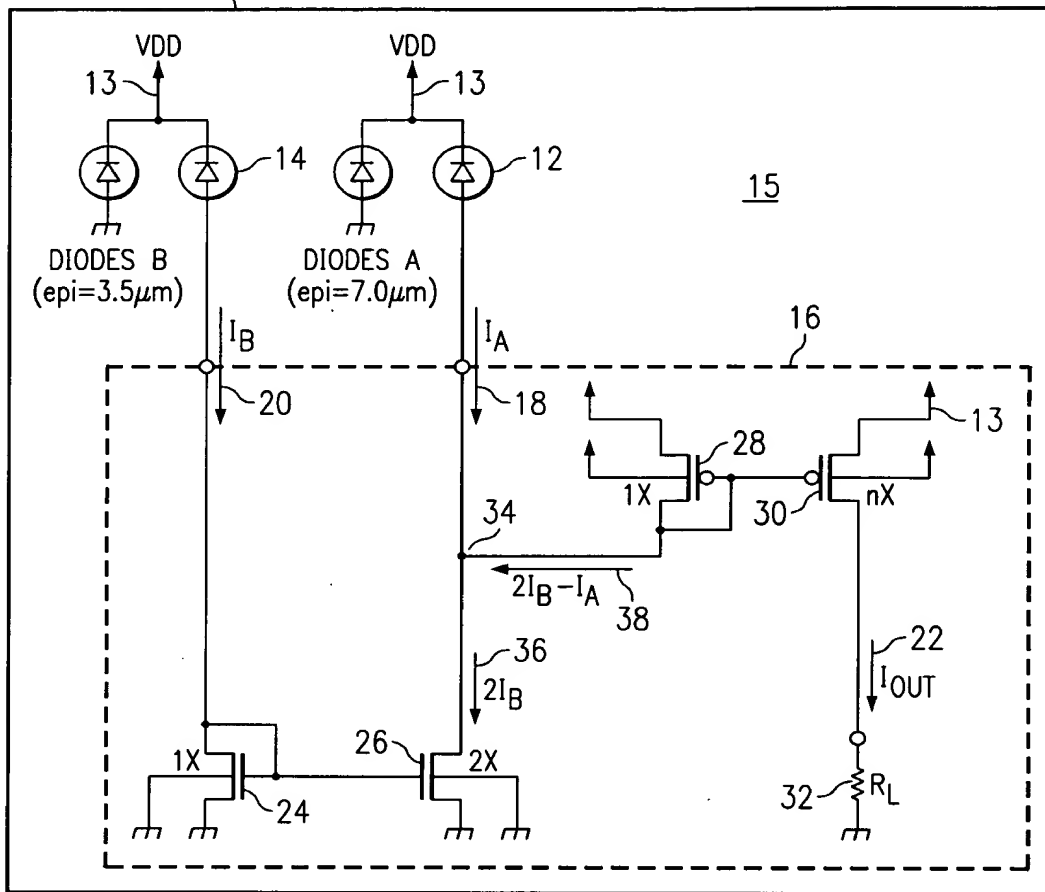 VDD
VDD
13
13
14
12
15
DIODES B
(epi=3.5μm)
DIODES A
(epi=7.0μm)
I_B
I_A
16
20
18
13
28
1X
30
nX
34
2I_B-I_A
38
36
2I_B
22
I_OUT
26
1X
2X
24
32
R_L